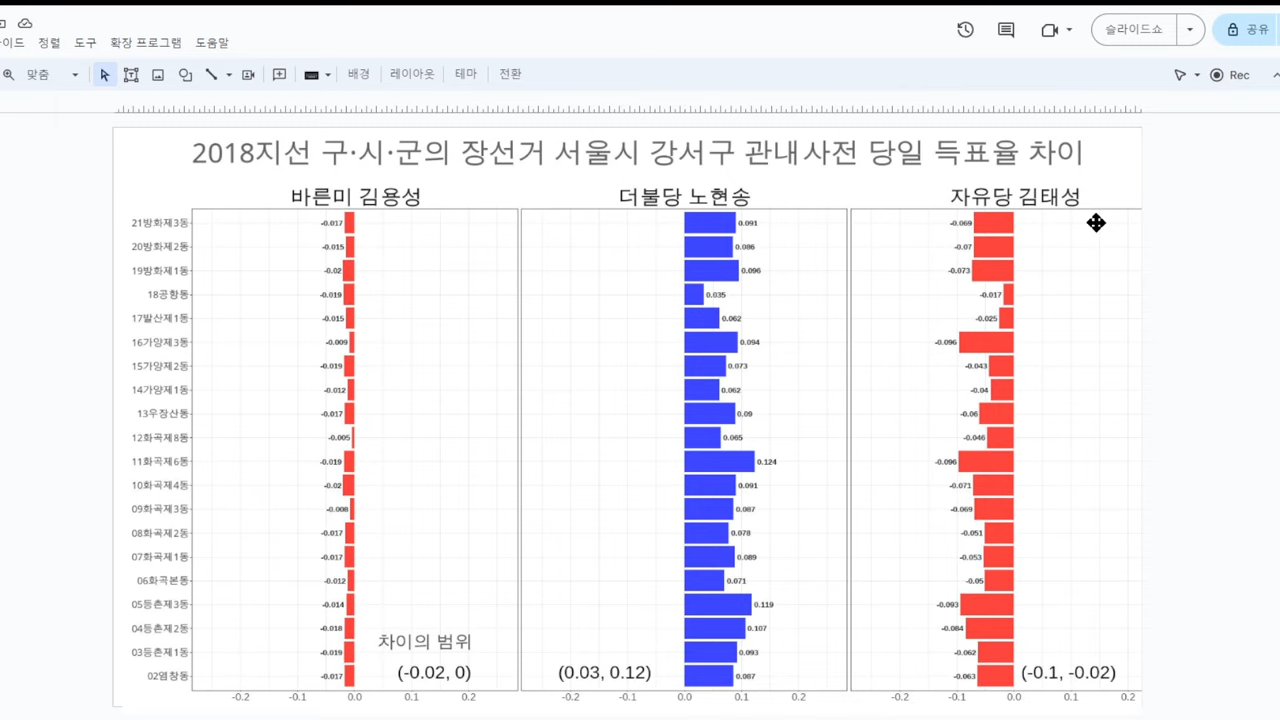 이드 정렬 도구 확장 프로그램 도움말
슬라이드쇼
공유
맞춤
배경 레이아웃 테마 전환
Rec
2018지선 구·시·군의 장선거 서울시 강서구 관내사전 당일 득표율 차이
바른미 김용성 더불당 노현송 자유당 김태성
21방화제3동 -0.017 0.091 -0.069
20방화제2동 -0.015 0.086 -0.07
19방화제1동 -0.02 0.096 -0.073
18공항동 -0.019 0.035 -0.017
17발산제1동 -0.015 0.062 -0.025
16가양제3동 -0.009 0.094 -0.096
15가양제2동 -0.019 0.073 -0.043
14가양제1동 -0.012 0.062 -0.04
13우장산동 -0.017 0.09 -0.06
12화곡제8동 -0.005 0.065 -0.046
11화곡제6동 -0.019 0.124 -0.096
10화곡제4동 -0.02 0.091 -0.071
09화곡제3동 -0.008 0.087 -0.069
08화곡제2동 -0.017 0.078 -0.051
07화곡제1동 -0.017 0.089 -0.053
06화곡본동 -0.012 0.071 -0.05
05등촌제3동 -0.014 0.119 -0.093
04등촌제2동 -0.018 0.107 -0.084
03등촌제1동 -0.019 0.093 -0.062
02염창동 -0.017 0.087 -0.063
차이의 범위
(-0.02, 0) (0.03, 0.12) (-0.1, -0.02)
-0.2 -0.1 0.0 0.1 0.2 -0.2 -0.1 0.0 0.1 0.2 -0.2 -0.1 0.0 0.1 0.2